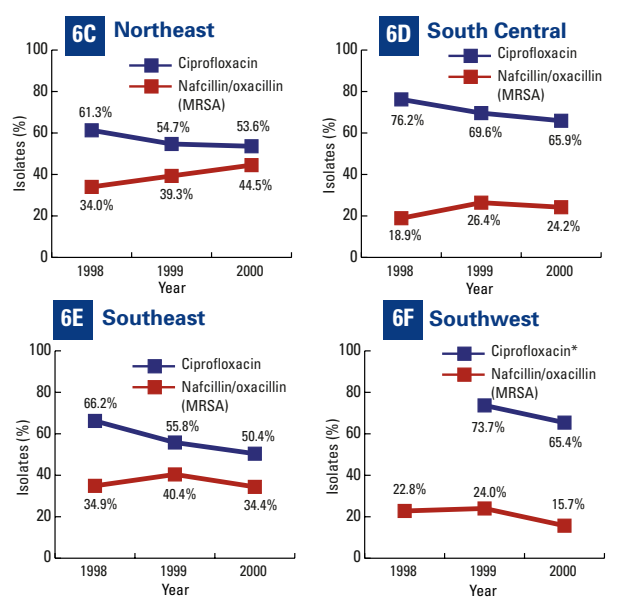 6C Northeast
100
80
60
40
20
0
Isolates (%)
Ciprofloxacin
Nafcillin/oxacillin
(MRSA)
61.3%
54.7%
53.6%
34.0%
39.3%
44.5%
1998 1999 2000
Year
6D South Central
100
80
60
40
20
0
Isolates (%)
Ciprofloxacin
Nafcillin/oxacillin
(MRSA)
76.2%
69.6%
65.9%
18.9%
26.4%
24.2%
1998 1999 2000
Year
6E Southeast
100
80
60
40
20
0
Isolates (%)
Ciprofloxacin
Nafcillin/oxacillin
(MRSA)
66.2%
55.8%
50.4%
34.9%
40.4%
34.4%
1998 1999 2000
Year
6F Southwest
100
80
60
40
20
0
Isolates (%)
Ciprofloxacin*
Nafcillin/oxacillin
(MRSA)
73.7%
65.4%
22.8%
24.0%
15.7%
1998 1999 2000
Year